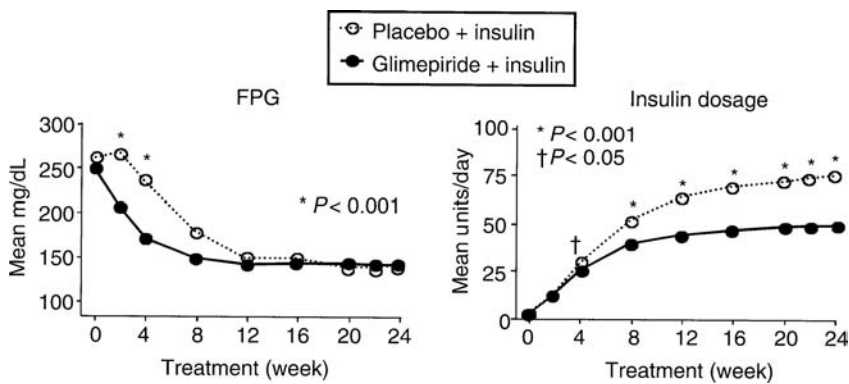 Placebo + insulin
Glimepiride + insulin
FPG
300
250
200
150
100
Mean mg/dL
*
*
* P< 0.001
0 2 4 8 12 16 20 22 24
Treatment (week)
Insulin dosage
100
75
50
25
0
Mean units/day
* P< 0.001
†P< 0.05
†
*
*
*
*
*
*
0 4 8 12 16 20 24
Treatment (week)